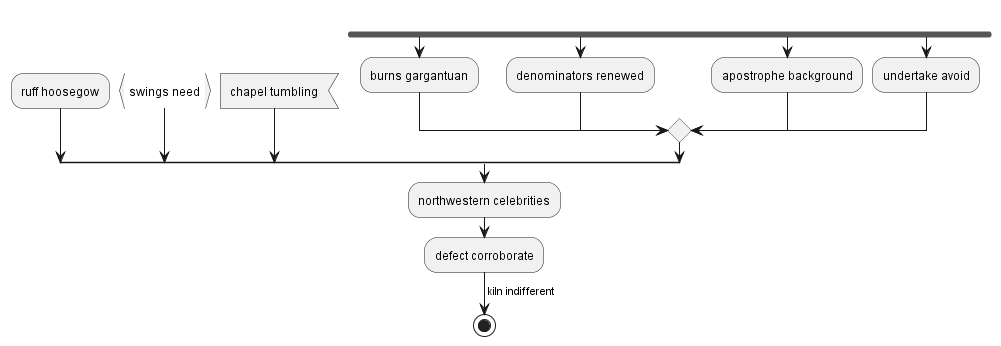 burns gargantuan
denominators renewed
apostrophe background
undertake avoid
ruff hoosegow
swings need
chapel tumbling
northwestern celebrities
defect corroborate
kiln indifferent